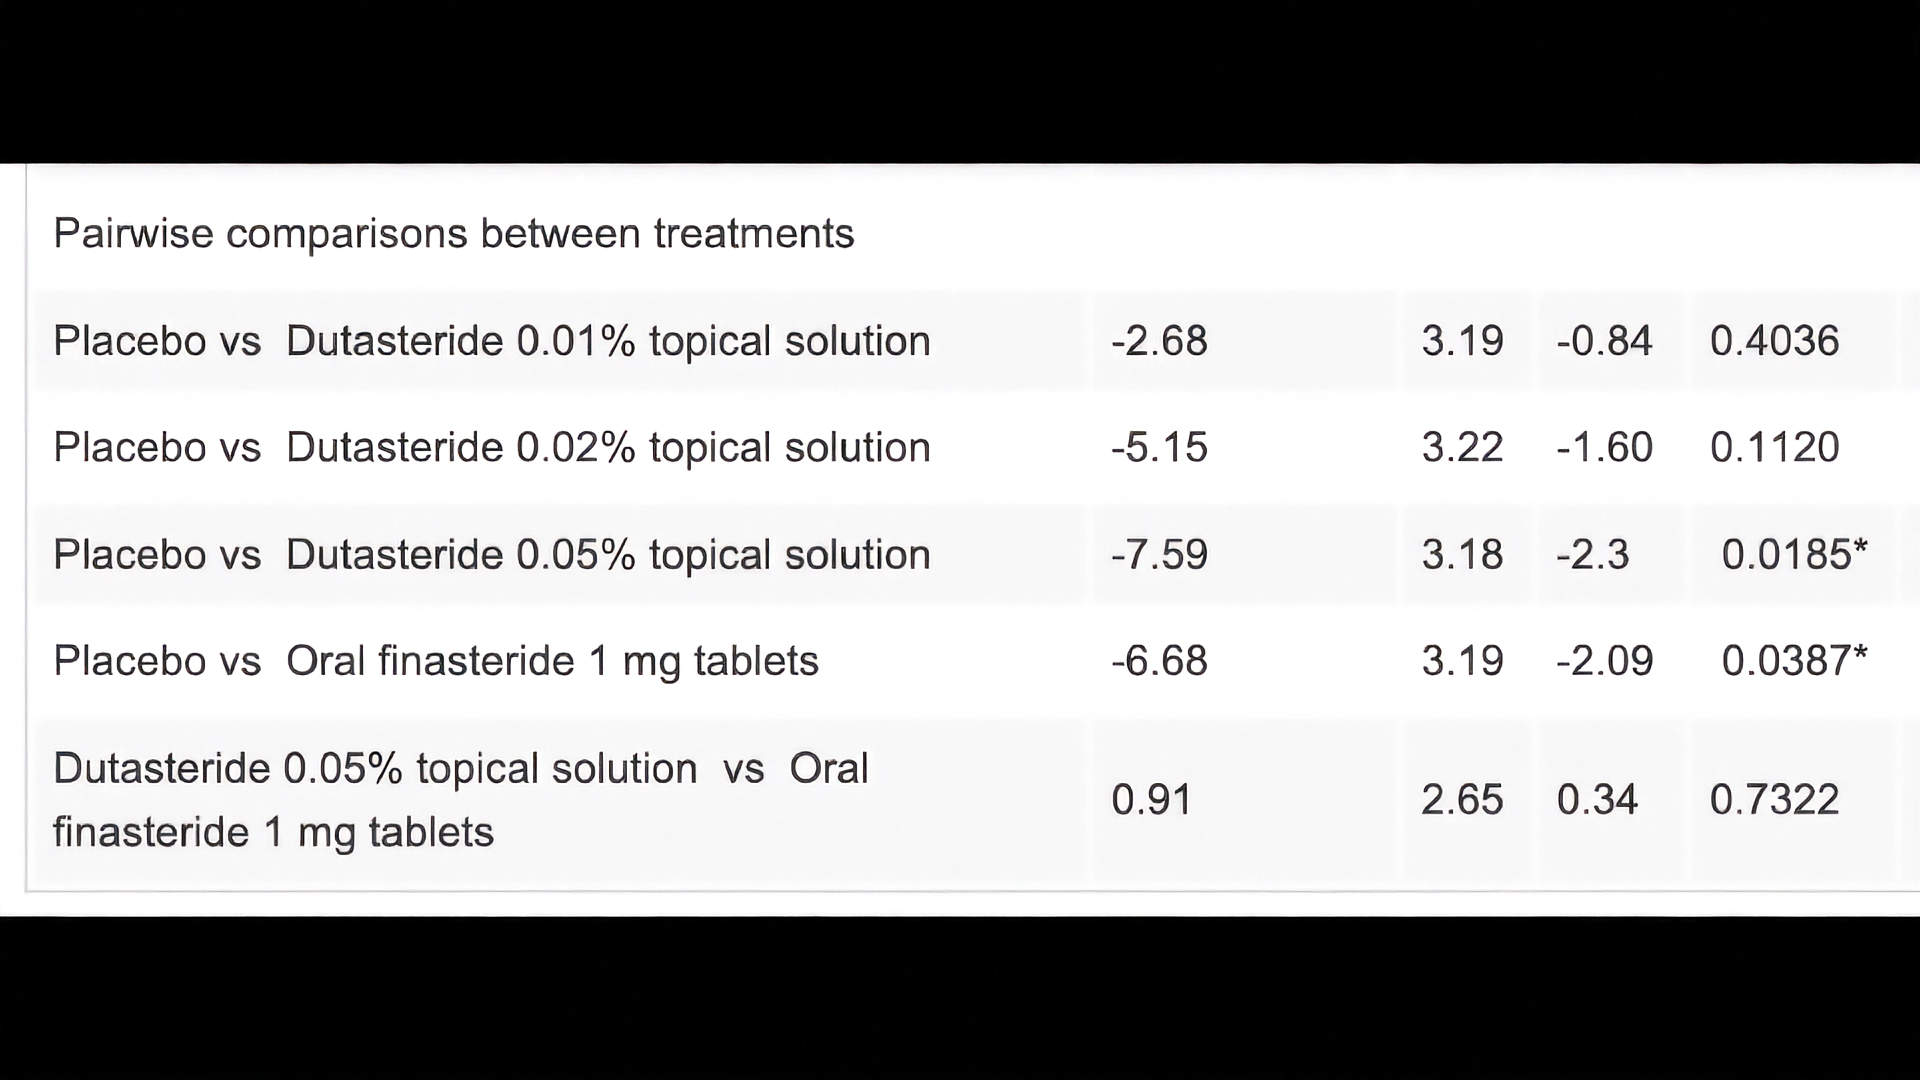 Pairwise comparisons between treatments
Placebo vs Dutasteride 0.01% topical solution -2.68 3.19 -0.84 0.4036
Placebo vs Dutasteride 0.02% topical solution -5.15 3.22 -1.60 0.1120
Placebo vs Dutasteride 0.05% topical solution -7.59 3.18 -2.3 0.0185*
Placebo vs Oral finasteride 1 mg tablets -6.68 3.19 -2.09 0.0387*
Dutasteride 0.05% topical solution vs Oral
finasteride 1 mg tablets 0.91 2.65 0.34 0.7322